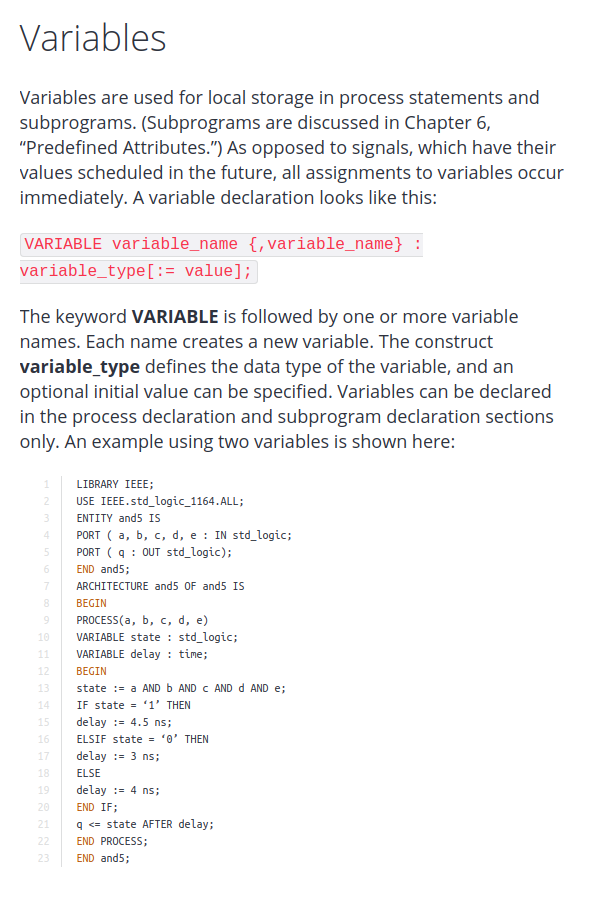 Variables
Variables are used for local storage in process statements and
subprograms. (Subprograms are discussed in Chapter 6,
“Predefined Attributes.”) As opposed to signals, which have their
values scheduled in the future, all assignments to variables occur
immediately. A variable declaration looks like this:
VARIABLE variable_name {,variable_name} :
variable_type[:= value];
The keyword VARIABLE is followed by one or more variable
names. Each name creates a new variable. The construct
variable_type defines the data type of the variable, and an
optional initial value can be specified. Variables can be declared
in the process declaration and subprogram declaration sections
only. An example using two variables is shown here:
1 LIBRARY IEEE;
2 USE IEEE.std_logic_1164.ALL;
3 ENTITY and5 IS
4 PORT ( a, b, c, d, e : IN std_logic;
5 PORT ( q : OUT std_logic);
6 END and5;
7 ARCHITECTURE and5 OF and5 IS
8 BEGIN
9 PROCESS(a, b, c, d, e)
10 VARIABLE state : std_logic;
11 VARIABLE delay : time;
12 BEGIN
13 state := a AND b AND c AND d AND e;
14 IF state = ‘1’ THEN
15 delay := 4.5 ns;
16 ELSIF state = ‘0’ THEN
17 delay := 3 ns;
18 ELSE
19 delay := 4 ns;
20 END IF;
21 q <= state AFTER delay;
22 END PROCESS;
23 END and5;